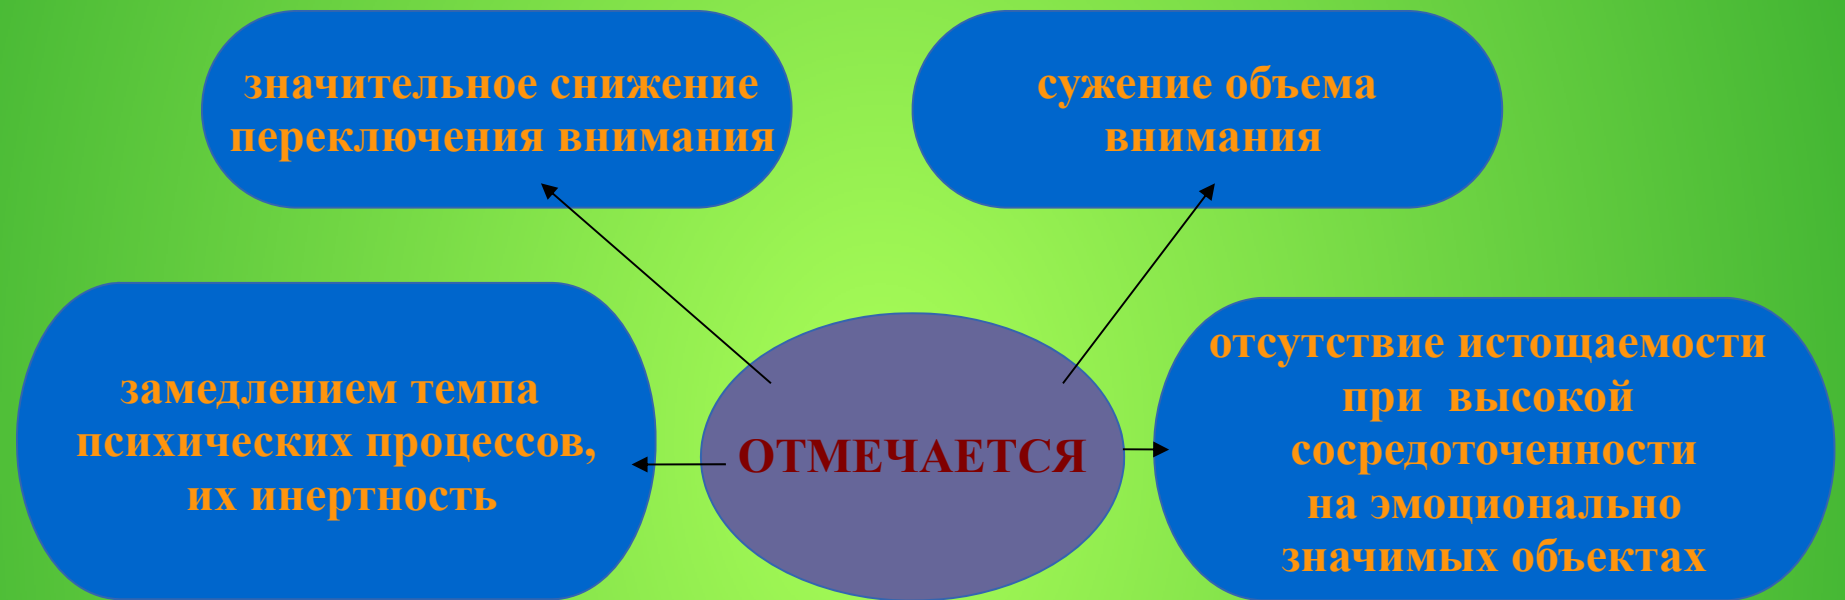 значительное снижение
переключения внимания
сужение объема
внимания
замедлением темпа
психических процессов,
их инертность
ОТМЕЧАЕТСЯ
отсутствие истощаемости
при высокой
сосредоточенности
на эмоционально
значимых объектах